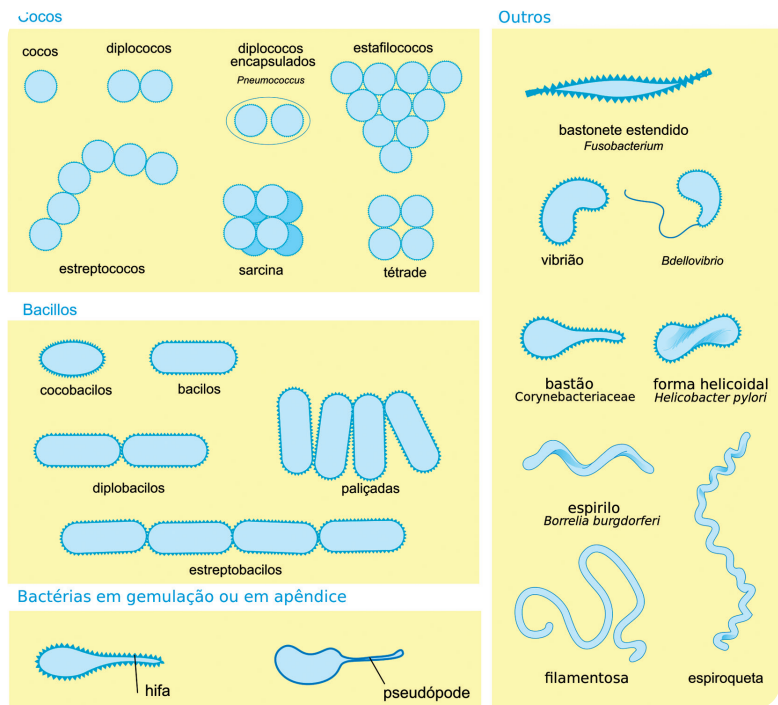 Cocos
cocos
diplococos
diplococos
encapsulados
Pneumococcus
estafilococos
estreptococos
sarcina
tétrade
Bacillos
cocobacilos
bacilos
diplobacilos
paliçadas
estreptobacilos
Bactérias em gemulação ou em apêndice
hifa
pseudópode
Outros
bastonete estendido
Fusobacterium
vibrião
Bdellovibrio
bastão
Corynebacteriaceae
forma helicoidal
Helicobacter pylori
espirilo
Borrelia burgdorferi
filamentosa
espiroqueta